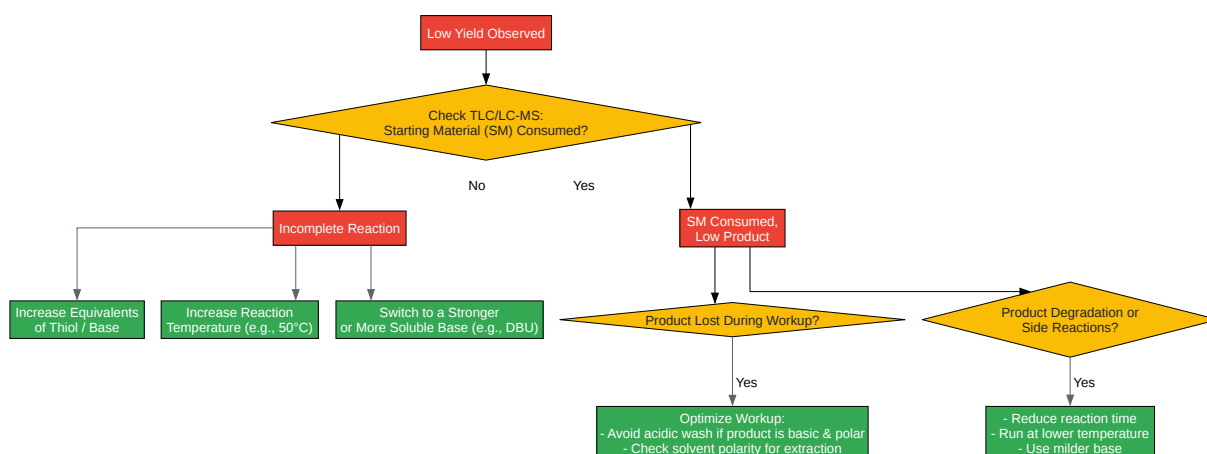 Low Yield Observed
Check TLC/LC-MS:
Starting Material (SM) Consumed?
No
Yes
Incomplete Reaction
SM Consumed,
Low Product
Increase Equivalents
of Thiol / Base
Increase Reaction
Temperature (e.g., 50°C)
Switch to a Stronger
or More Soluble Base (e.g., DBU)
Product Lost During Workup?
Product Degradation or
Side Reactions?
Yes
Yes
Optimize Workup:
- Avoid acidic wash if product is basic & polar
- Check solvent polarity for extraction
- Reduce reaction time
- Run at lower temperature
- Use milder base